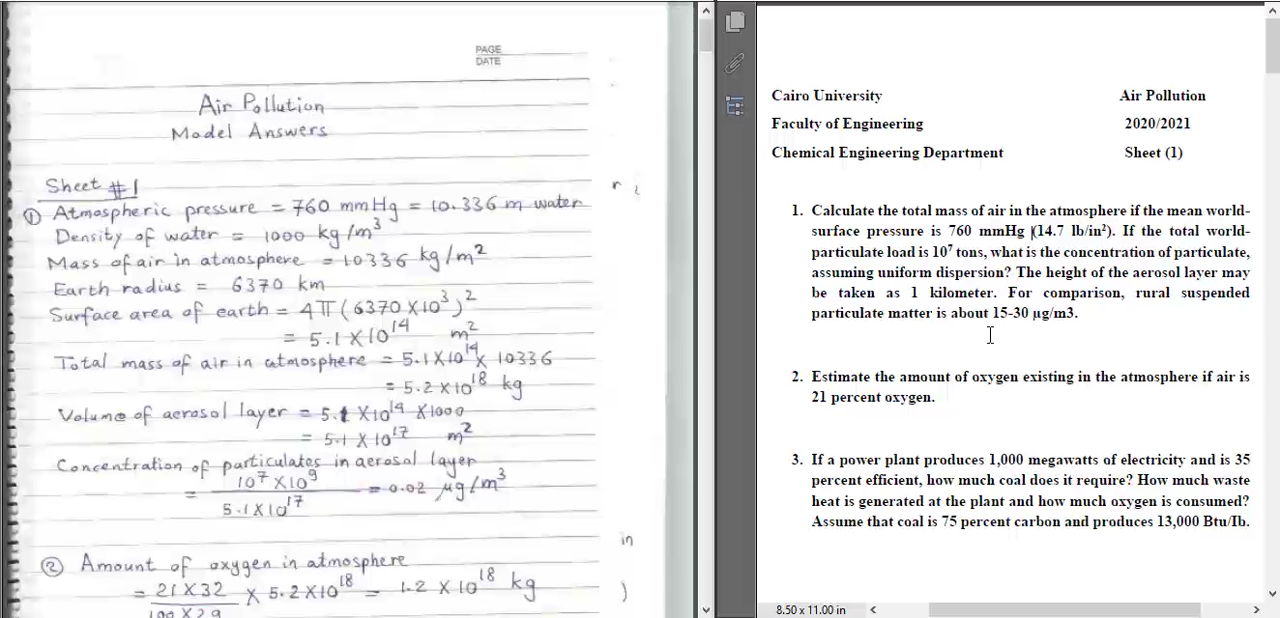 PAGE
DATE
Air Pollution
Model Answers
Sheet #1
① Atmospheric pressure = 760 mmHg = 10.336 m water
Density of water = 1000 kg/m³
Mass of air in atmosphere = 10336 kg/m²
Earth radius = 6370 km
Surface area of earth = 4π(6370×10³)²
= 5.1×10¹⁴ m²
Total mass of air in atmosphere = 5.1×10¹⁴ × 10336
= 5.2×10¹⁸ kg
Volume of aerosol layer = 5.1×10¹⁴ ×1000
= 5.1×10¹⁷ m²
Concentration of particulates in aerosol layer
= 10⁷ × 10⁹ = 0.02 μg/m³
5.1×10¹⁷
② Amount of oxygen in atmosphere
= 21×32 × 5.2×10¹⁸ = 1.2×10¹⁸ kg
100×29
r
in
)
Cairo University Air Pollution
Faculty of Engineering 2020/2021
Chemical Engineering Department Sheet (1)
1. Calculate the total mass of air in the atmosphere if the mean world-
surface pressure is 760 mmHg (14.7 lb/in²). If the total world-
particulate load is 10⁷ tons, what is the concentration of particulate,
assuming uniform dispersion? The height of the aerosol layer may
be taken as 1 kilometer. For comparison, rural suspended
particulate matter is about 15-30 µg/m3.
2. Estimate the amount of oxygen existing in the atmosphere if air is
21 percent oxygen.
3. If a power plant produces 1,000 megawatts of electricity and is 35
percent efficient, how much coal does it require? How much waste
heat is generated at the plant and how much oxygen is consumed?
Assume that coal is 75 percent carbon and produces 13,000 Btu/Ib.
8.50 x 11.00 in